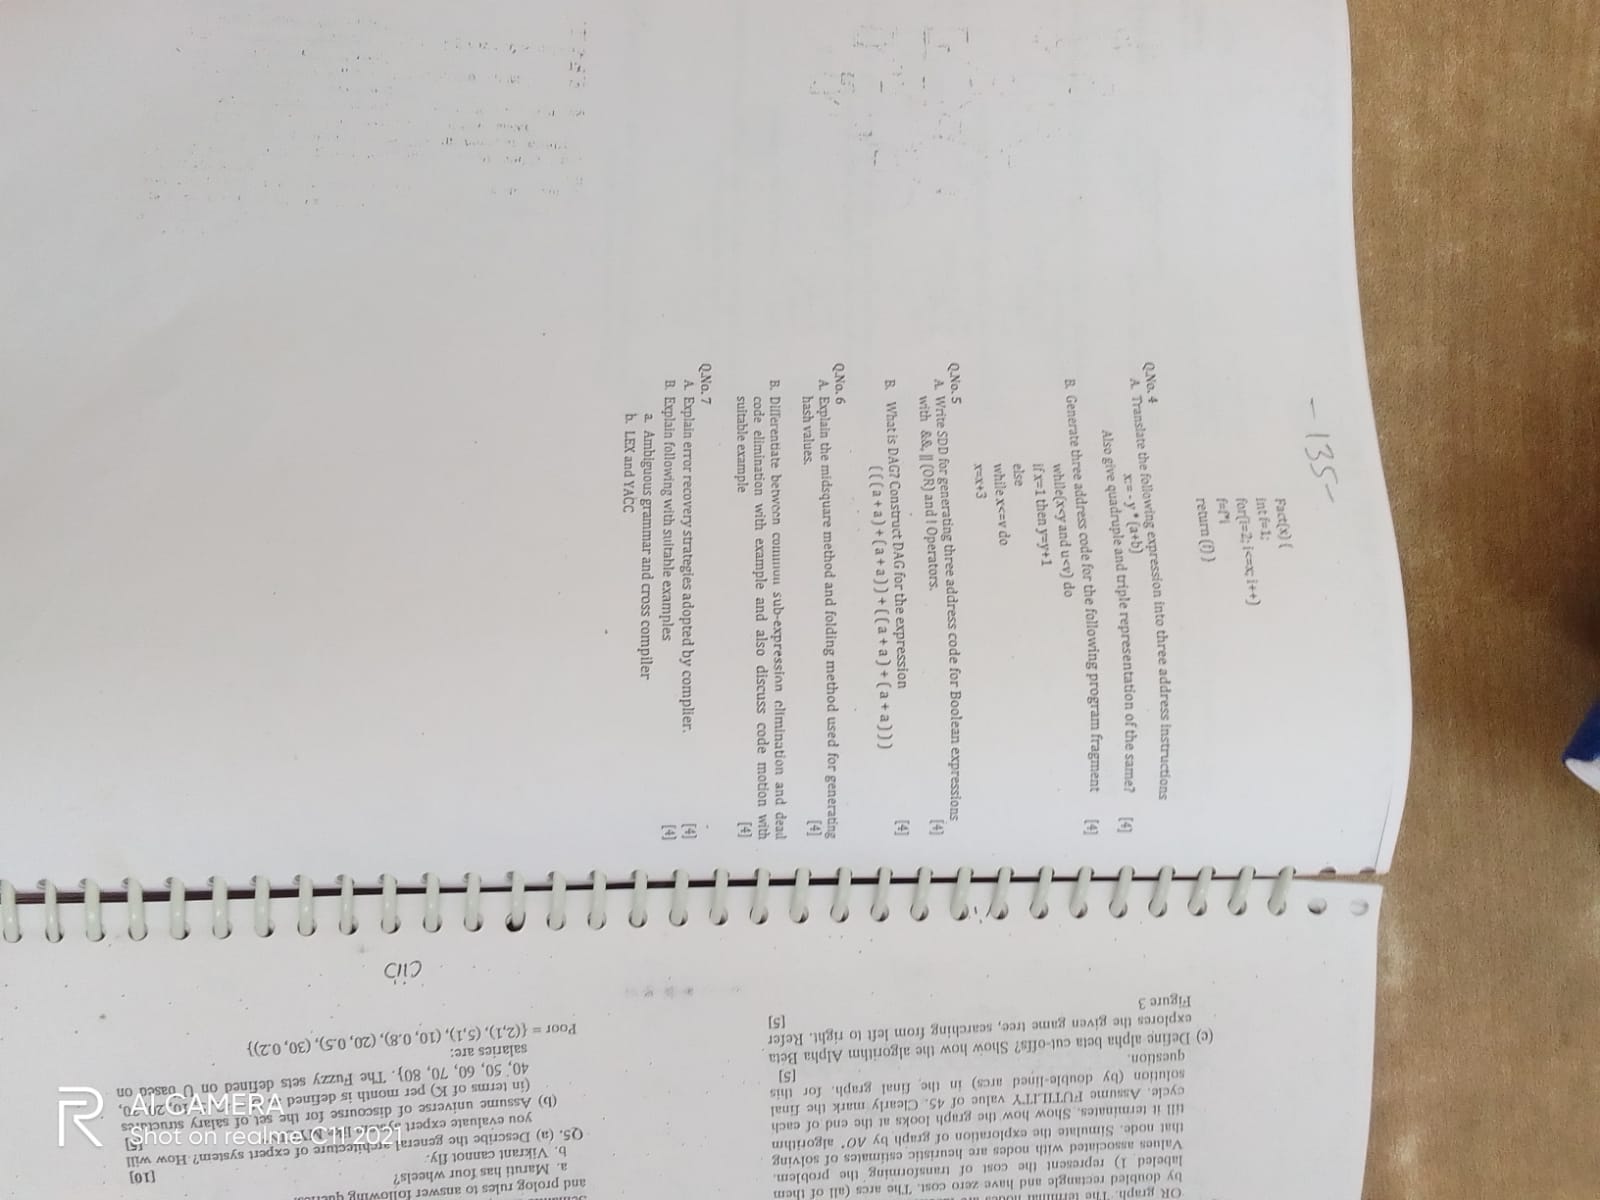 -135-
Fact(x) {
int f=1;
for(i=2; i<=x; i++)
f=f*i
return (f) }
Q.No. 4
A. Translate the following expression into three address instructions
x:= - y * (a+b)
Also give quadruple and triple representation of the same? [4]
B. Generate three address code for the following program fragment [4]
while(x<y and u<v) do
if x=1 then y=y+1
else
while x<=v do
x=x+3
Q.No. 5
A. Write SDD for generating three address code for Boolean expressions
with &&, || (OR) and ! Operators. [4]
B. What is DAG? Construct DAG for the expression [4]
(((a+a)+(a+a))+((a+a)+(a+a)))
Q.No. 6
A. Explain the midsquare method and folding method used for generating
hash values. [4]
B. Differentiate between common sub-expression elimination and dead
code elimination with example and also discuss code motion with
suitable example [4]
Q.No. 7
A. Explain error recovery strategies adopted by complier. [4]
B. Explain following with suitable examples [4]
a. Ambiguous grammar and cross compiler
b. LEX and YACC
OR graph. The terminal nodes
by doubled rectangle and have zero cost. The arcs (all of them
labeled 1) represent the cost of transforming the problem.
Values associated with nodes are heuristic estimates of solving
that node. Simulate the exploration of graph by AO* algorithm
till it terminates. Show how the graph looks at the end of each
cycle. Assume FUTILITY value of 45. Clearly mark the final
solution (by double-lined arcs) in the final graph. for this
question. [5]
(c) Define alpha beta cut-offs? Show how the algorithm Alpha Beta
explores the given game tree, searching from left to right. Refer
Figure 3 [5]
and prolog rules to answer following
a. Maruti has four wheels?
b. Vikrant cannot fly. [10]
Q5. (a) Describe the general architecture of expert system? How will
you evaluate expert [5]
(b) Assume universe of discourse for the set of salary structures
(in terms of K) per month is defined
40, 50, 60, 70, 80}. The Fuzzy sets defined on U based on
salaries are:
Poor = {(2,1), (5,1), (10, 0.8), (20, 0.5), (30, 0.2)}
R AI CAMERA
Shot on realme C11 2021